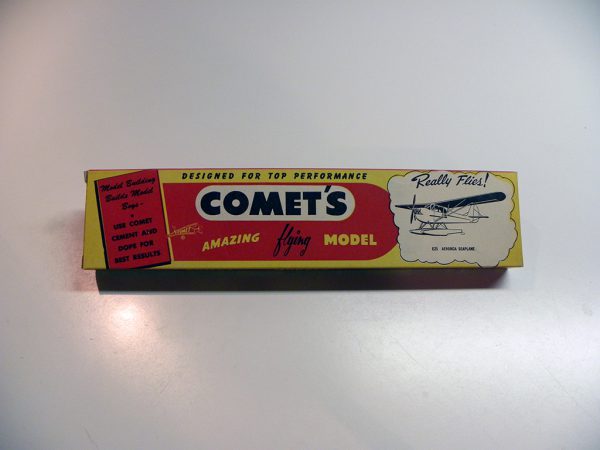 Model Building
Builds Model
Boys-
USE COMET
CEMENT AND
DOPE FOR
BEST RESULTS
DESIGNED FOR TOP PERFORMANCE
COMET'S
AMAZING flying MODEL
Really Flies!
AERONCA SEAPLANE